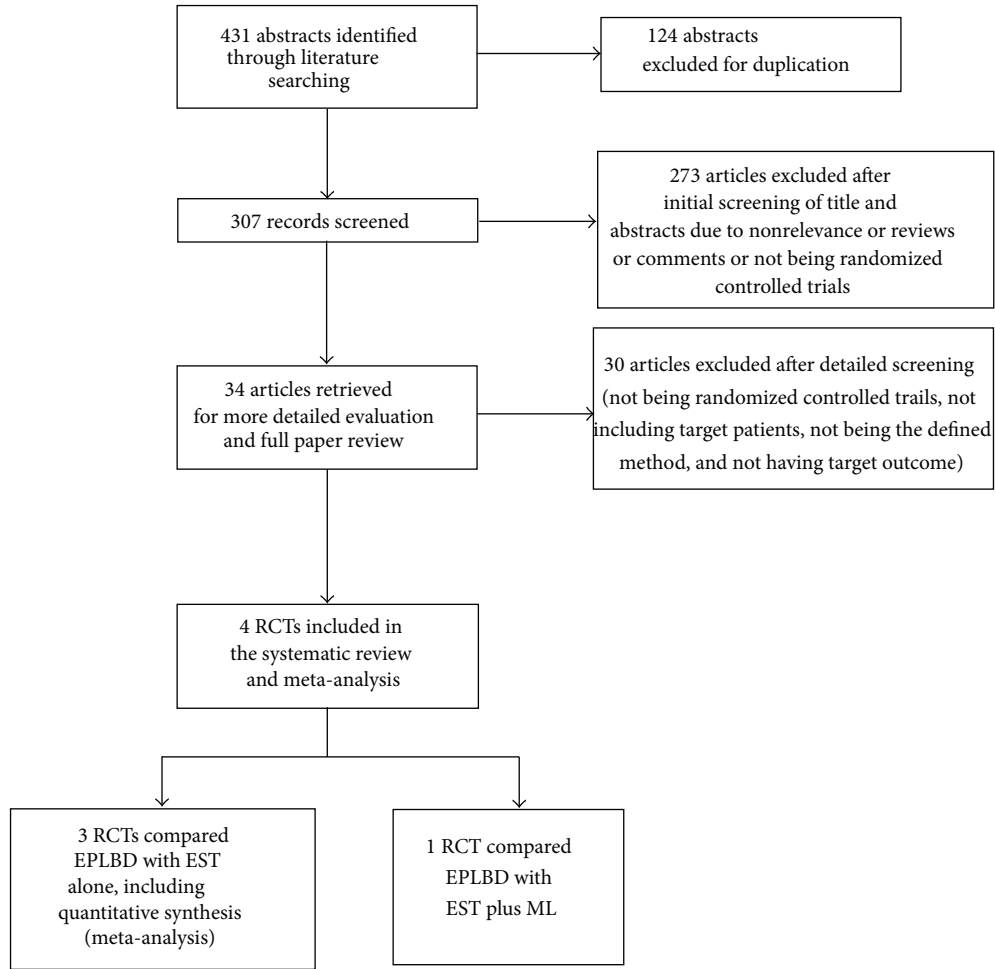 431 abstracts identified
through literature
searching
124 abstracts
excluded for duplication
307 records screened
273 articles excluded after
initial screening of title and
abstracts due to nonrelevance or reviews
or comments or not being randomized
controlled trials
34 articles retrieved
for more detailed evaluation
and full paper review
30 articles excluded after detailed screening
(not being randomized controlled trails, not
including target patients, not being the defined
method, and not having target outcome)
4 RCTs included in
the systematic review
and meta-analysis
3 RCTs compared
EPLBD with EST
alone, including
quantitative synthesis
(meta-analysis)
1 RCT compared
EPLBD with
EST plus ML